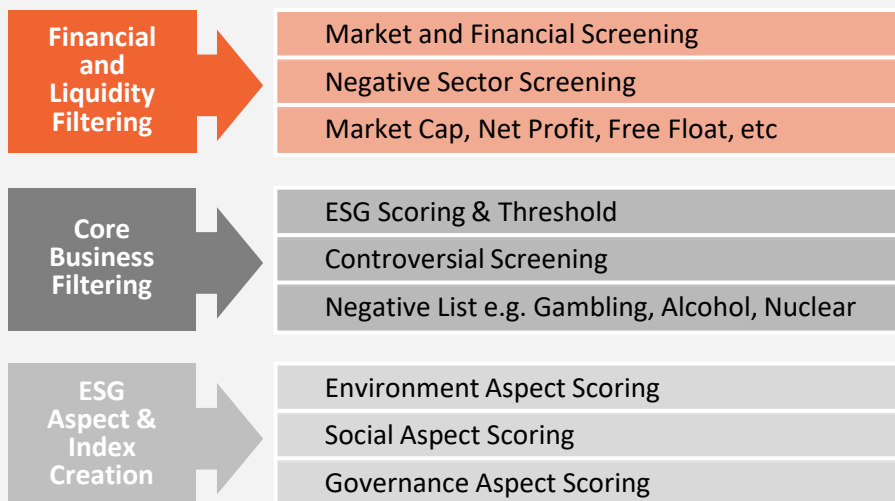 Financial
and
Liquidity
Filtering
Market and Financial Screening
Negative Sector Screening
Market Cap, Net Profit, Free Float, etc
Core
Business
Filtering
ESG Scoring & Threshold
Controversial Screening
Negative List e.g. Gambling, Alcohol, Nuclear
ESG
Aspect &
Index
Creation
Environment Aspect Scoring
Social Aspect Scoring
Governance Aspect Scoring